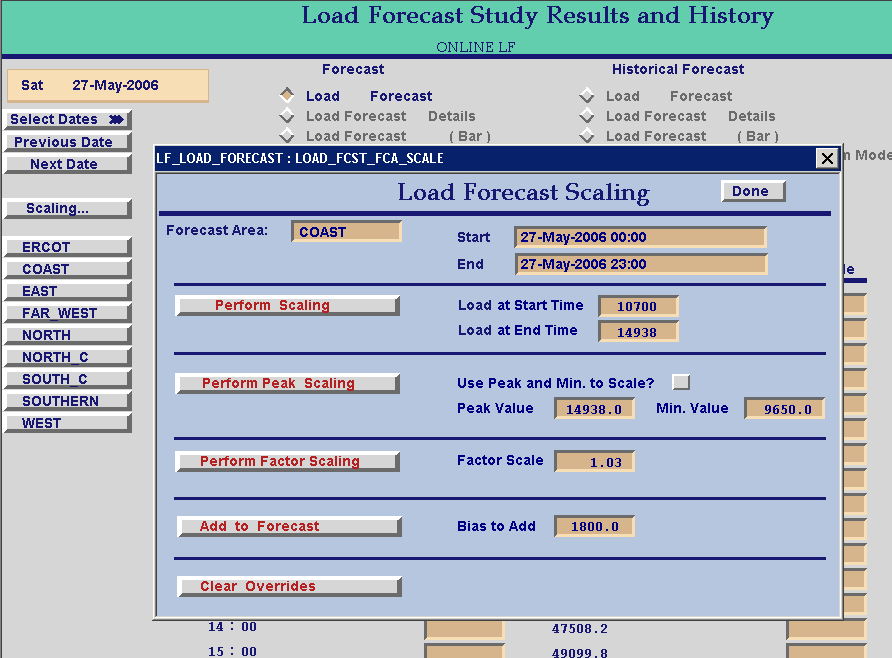 Load Forecast Study Results and History
ONLINE LF
Sat 27-May-2006
Forecast Historical Forecast
Load Forecast Load Forecast
Load Forecast Details Load Forecast Details
Load Forecast ( Bar ) Load Forecast ( Bar )
Select Dates
Previous Date
Next Date
Scaling...
ERCOT
COAST
EAST
FAR_WEST
NORTH
NORTH_C
SOUTH_C
SOUTHERN
WEST
Mode
LF_LOAD_FORECAST : LOAD_FCST_FCA_SCALE
Load Forecast Scaling
Done
Forecast Area: COAST
Start 27-May-2006 00:00
End 27-May-2006 23:00
Perform Scaling
Load at Start Time 10700
Load at End Time 14938
Perform Peak Scaling
Use Peak and Min. to Scale?
Peak Value 14938.0 Min. Value 9650.0
Perform Factor Scaling
Factor Scale 1.03
Add to Forecast
Bias to Add 1800.0
Clear Overrides
14 : 00 47508.2
15 : 00 49099.8